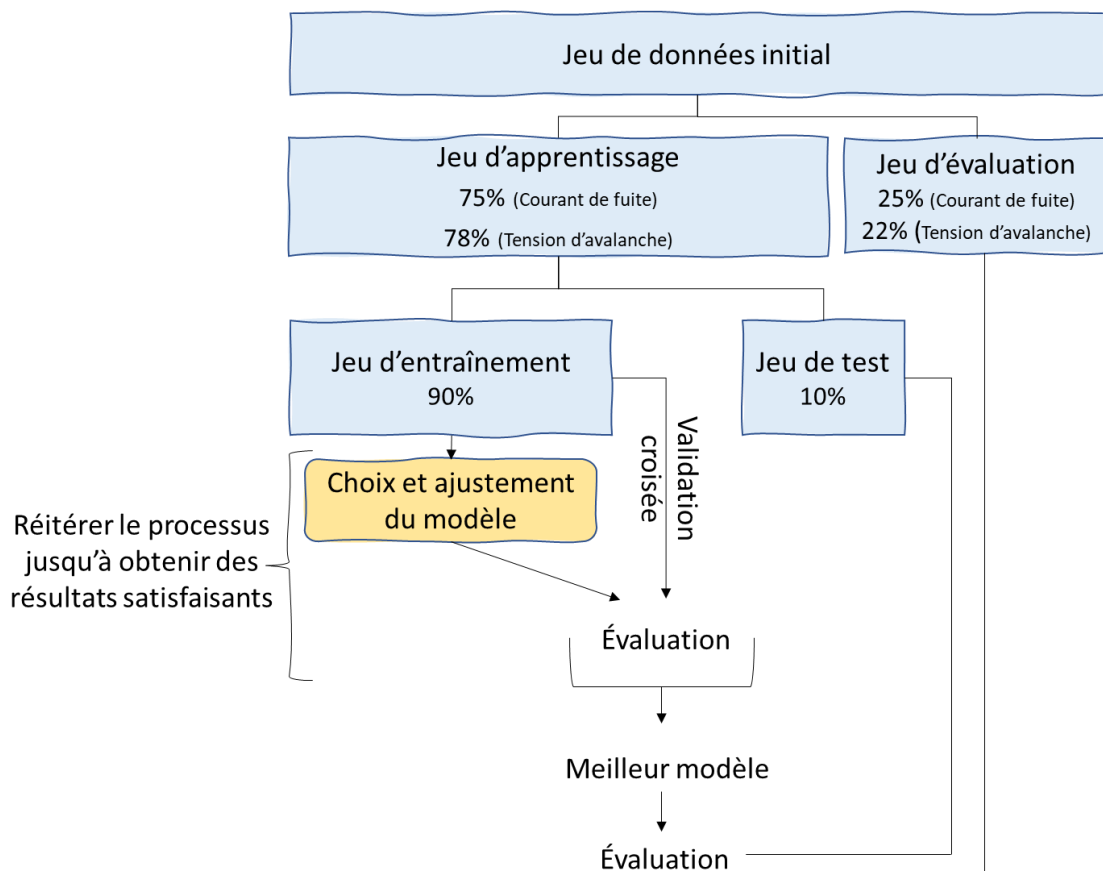 Jeu de données initial
Jeu d'apprentissage
75% (Courant de fuite)
78% (Tension d'avalanche)
Jeu d'évaluation
25% (Courant de fuite)
22% (Tension d'avalanche)
Jeu d'entraînement
90%
Jeu de test
10%
Validation
croisée
Choix et ajustement
du modèle
Réitérer le processus
jusqu'à obtenir des
résultats satisfaisants
Évaluation
Meilleur modèle
Évaluation